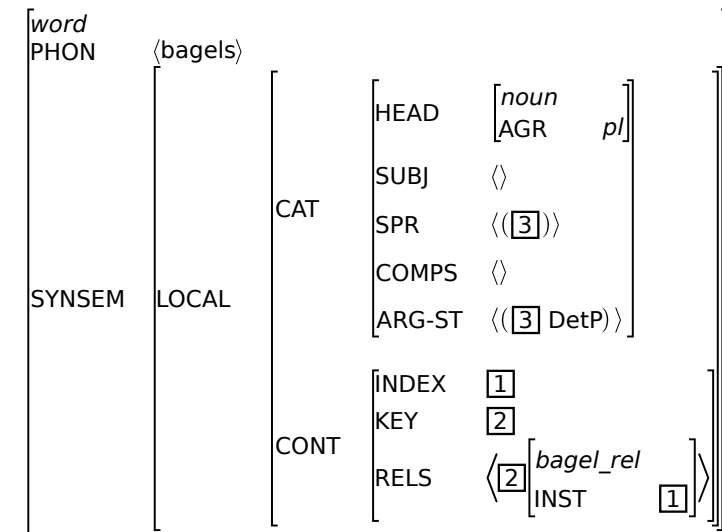 word
PHON ⟨bagels⟩
HEAD noun
AGR pl
SUBJ ⟨⟩
CAT
SPR ⟨(3)⟩
COMPS ⟨⟩
SYNSEM LOCAL
ARG-ST ⟨(3 DetP)⟩
INDEX 1
KEY 2
CONT
bagel_rel
RELS ⟨2⟩
INST 1